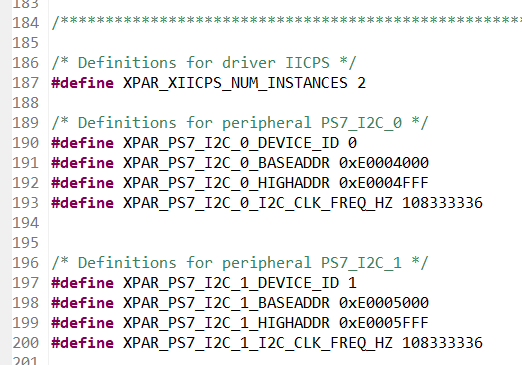 183
184 /****************************************************
185
186 /* Definitions for driver IICPS */
187 #define XPAR_XIICPS_NUM_INSTANCES 2
188
189 /* Definitions for peripheral PS7_I2C_0 */
190 #define XPAR_PS7_I2C_0_DEVICE_ID 0
191 #define XPAR_PS7_I2C_0_BASEADDR 0xE0004000
192 #define XPAR_PS7_I2C_0_HIGHADDR 0xE0004FFF
193 #define XPAR_PS7_I2C_0_I2C_CLK_FREQ_HZ 108333336
194
195
196 /* Definitions for peripheral PS7_I2C_1 */
197 #define XPAR_PS7_I2C_1_DEVICE_ID 1
198 #define XPAR_PS7_I2C_1_BASEADDR 0xE0005000
199 #define XPAR_PS7_I2C_1_HIGHADDR 0xE0005FFF
200 #define XPAR_PS7_I2C_1_I2C_CLK_FREQ_HZ 108333336
201